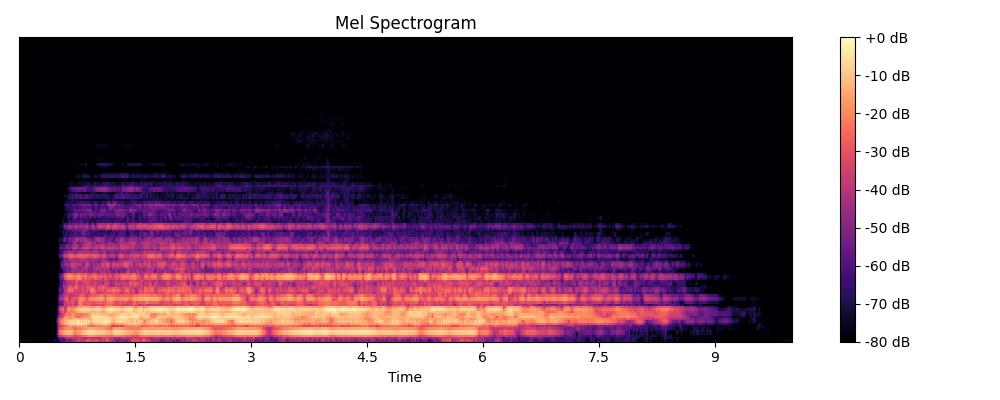 Mel Spectrogram
+0 dB
-10 dB
-20 dB
-30 dB
-40 dB
-50 dB
-60 dB
-70 dB
-80 dB
0 1.5 3 4.5 6 7.5 9
Time